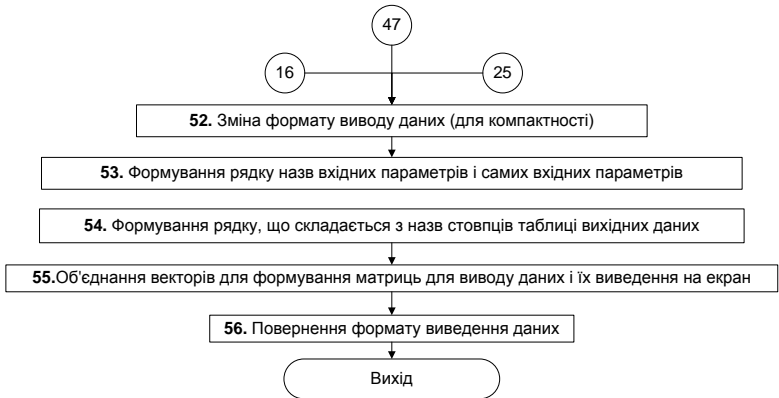 47
16
25
52. Зміна формату виводу даних (для компактності)
53. Формування рядку назв вхідних параметрів і самих вхідних параметрів
54. Формування рядку, що складається з назв стовпців таблиці вихідних даних
55.Об'єднання векторів для формування матриць для виводу даних і їх виведення на екран
56. Повернення формату виведення даних
Вихід